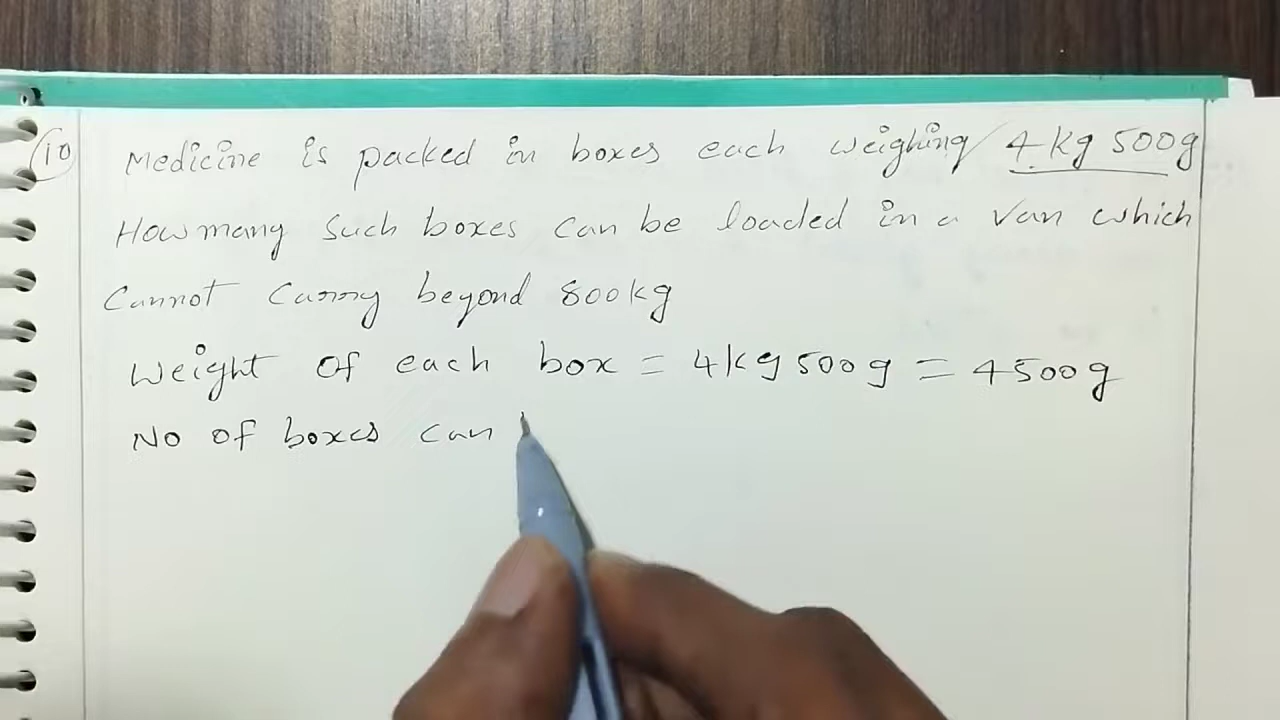 (10) Medicine is packed in boxes each weighing 4 kg 500g
How many such boxes can be loaded in a van which
cannot carry beyond 800kg
Weight of each box = 4kg 500g = 4500g
No of boxes can